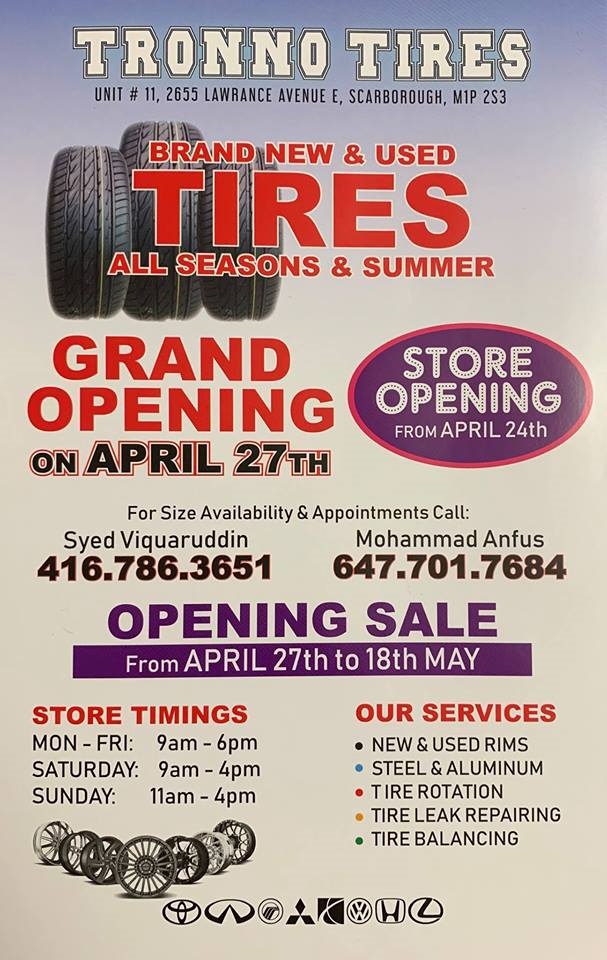 TRONNO TIRES
UNIT # 11, 2655 LAWRANCE AVENUE E, SCARBOROUGH, M1P 2S3
BRAND NEW & USED
TIRES
ALL SEASONS & SUMMER
GRAND
OPENING
ON APRIL 27TH
STORE
OPENING
FROM APRIL 24th
For Size Availability & Appointments Call:
Syed Viquaruddin
416.786.3651
Mohammad Anfus
647.701.7684
OPENING SALE
From APRIL 27th to 18th MAY
STORE TIMINGS
MON - FRI: 9am - 6pm
SATURDAY: 9am - 4pm
SUNDAY: 11am - 4pm
OUR SERVICES
• NEW & USED RIMS
• STEEL & ALUMINUM
• TIRE ROTATION
• TIRE LEAK REPAIRING
• TIRE BALANCING